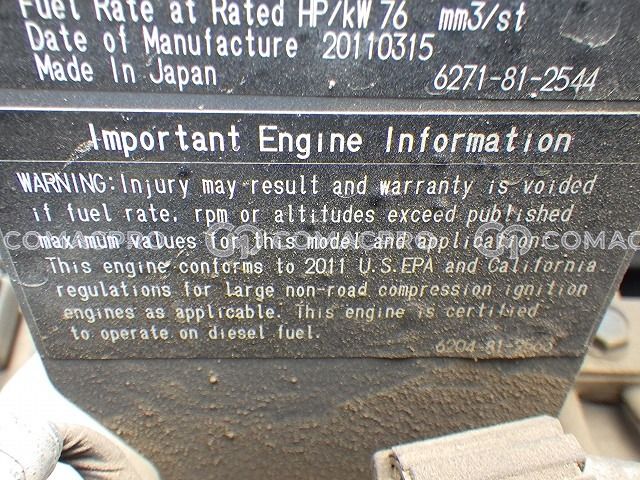 Fuel Rate at Rated HP/kW 76 mm3/st
Date of Manufacture 20110315
Made In Japan 6271-81-2544
Important Engine Information
WARNING:Injury may result and warranty is voided
if fuel rate, rpm or altitudes exceed published
maximum values for this model and application.
This engine conforms to 2011 U.S.EPA and California
regulations for large non-road compression ignition
engines as applicable. This engine is certified
to operate on diesel fuel.
COMACPRO COMACPRO COMAC